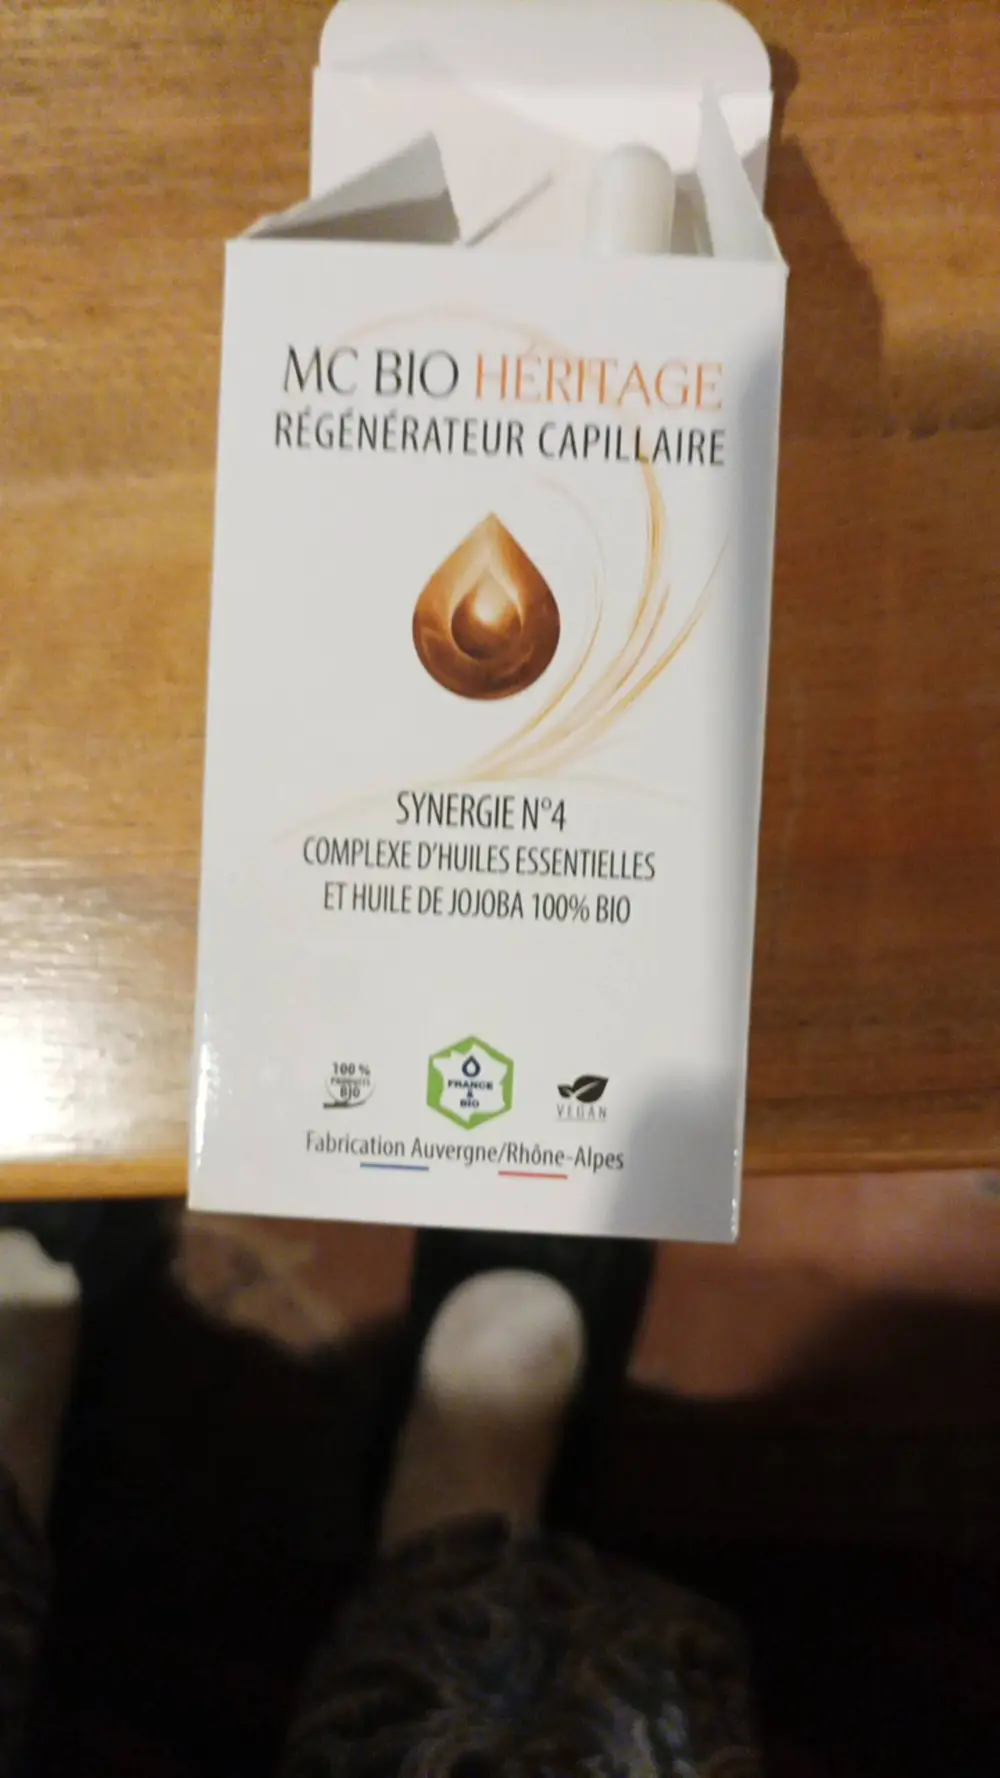 MC BIO HÉRITAGE
RÉGÉNÉRATEUR CAPILLAIRE
SYNERGIE N°4
COMPLEXE D'HUILES ESSENTIELLES
ET HUILE DE JOJOBA 100% BIO
100 %
PRODUITS
BIO
FRANCE
&
BIO
VEGAN
Fabrication Auvergne/Rhône-Alpes